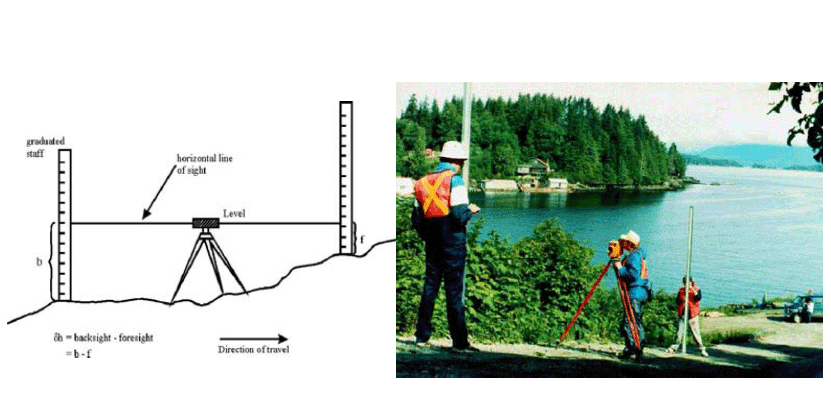 graduated
staff
horizontal line
of sight
Level
b
f
δh = backsight - foresight
= b - f
Direction of travel